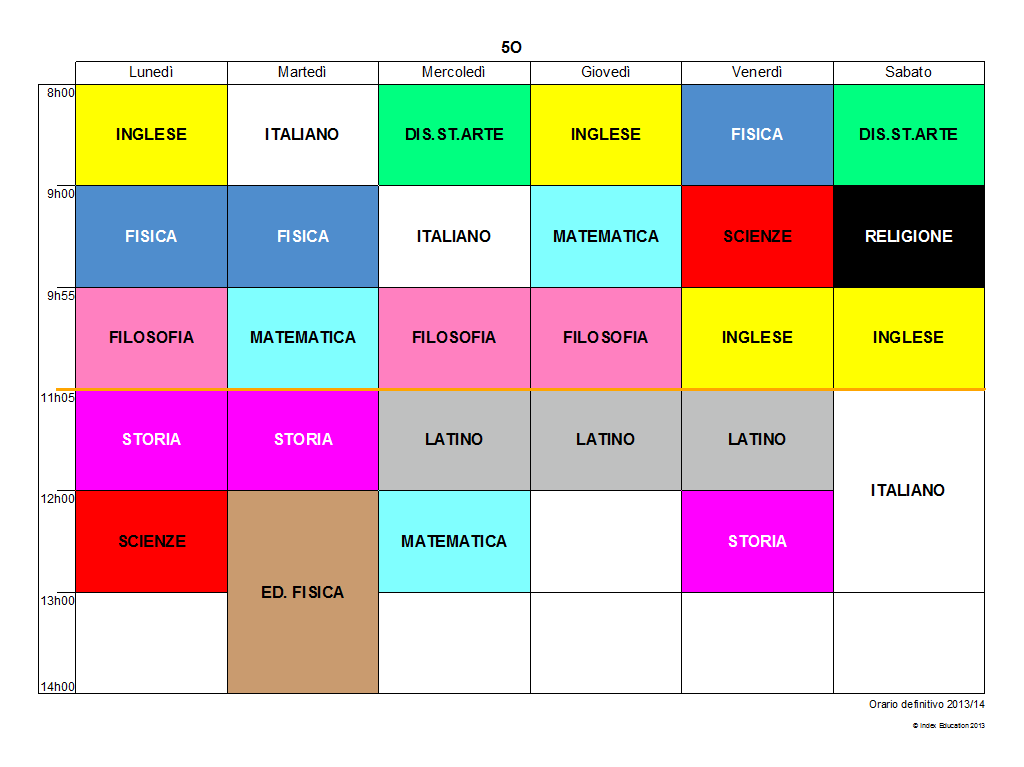 5O
Lunedì Martedì Mercoledì Giovedì Venerdì Sabato
8h00
INGLESE ITALIANO DIS.ST.ARTE INGLESE FISICA DIS.ST.ARTE
9h00
FISICA FISICA ITALIANO MATEMATICA SCIENZE RELIGIONE
9h55
FILOSOFIA MATEMATICA FILOSOFIA FILOSOFIA INGLESE INGLESE
11h05
STORIA STORIA LATINO LATINO LATINO
ITALIANO
12h00
SCIENZE MATEMATICA STORIA
ED. FISICA
13h00
14h00
Orario definitivo 2013/14
© Index Education 2013